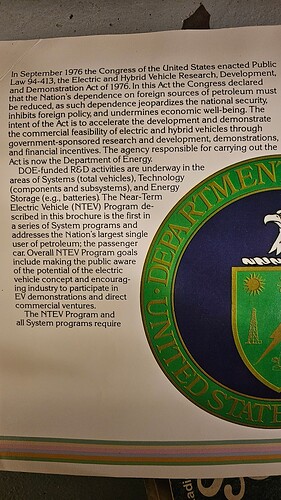 In September 1976 the Congress of the United States enacted Public
Law 94-413, the Electric and Hybrid Vehicle Research, Development,
and Demonstration Act of 1976. In this Act the Congress declared
that the Nation's dependence on foreign sources of petroleum must
be reduced, as such dependence jeopardizes the national security,
inhibits foreign policy, and undermines economic well-being. The
intent of the Act is to accelerate the development and demonstrate
the commercial feasibility of electric and hybrid vehicles through
government-sponsored research and development, demonstrations,
and financial incentives. The agency responsible for carrying out the
Act is now the Department of Energy.
DOE-funded R&D activities are underway in the
areas of Systems (total vehicles), Technology
(components and subsystems), and Energy
Storage (e.g., batteries). The Near-Term
Electric Vehicle (NTEV) Program de-
scribed in this brochure is the first in
a series of System programs and
addresses the Nation's largest single
user of petroleum; the passenger
car. Overall NTEV Program goals
include making the public aware
of the potential of the electric
vehicle concept and encourag-
ing industry to participate in
EV demonstrations and direct
commercial ventures.
The NTEV Program and
all System programs require
DEPARTMENT
UNITED STATE